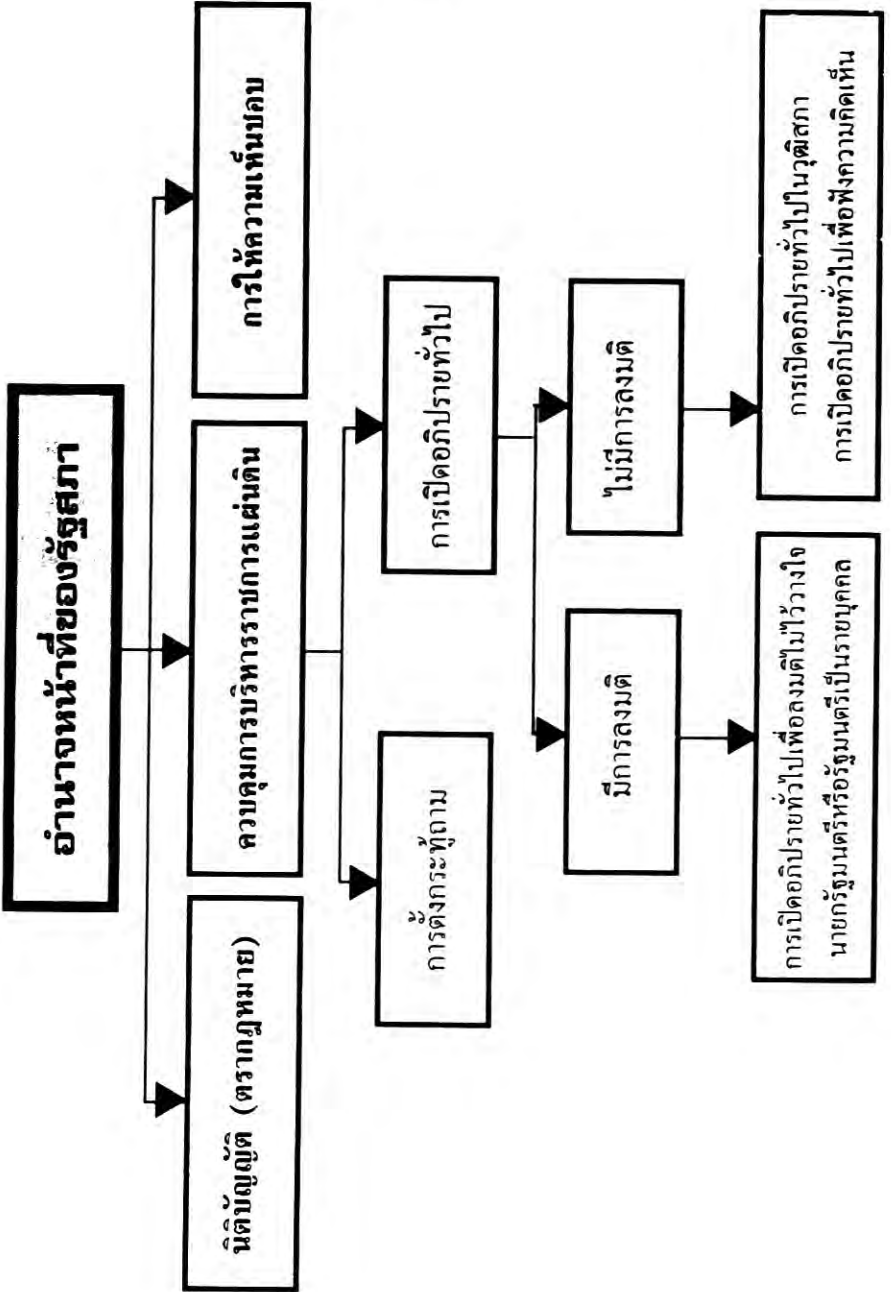 อำนาจหน้าที่ของรัฐสภา
นิติบัญญัติ (ตรากฎหมาย)
ควบคุมการบริหารราชการแผ่นดิน
การให้ความเห็นชอบ
การตั้งกระทู้ถาม
การเปิดอภิปรายทั่วไป
มีการลงมติ
ไม่มีการลงมติ
การเปิดอภิปรายทั่วไปเพื่อลงมติไม่ไว้วางใจ
นายกรัฐมนตรีหรือรัฐมนตรีเป็นรายบุคคล
การเปิดอภิปรายทั่วไปในวุฒิสภา
การเปิดอภิปรายทั่วไปเพื่อฟังความคิดเห็น